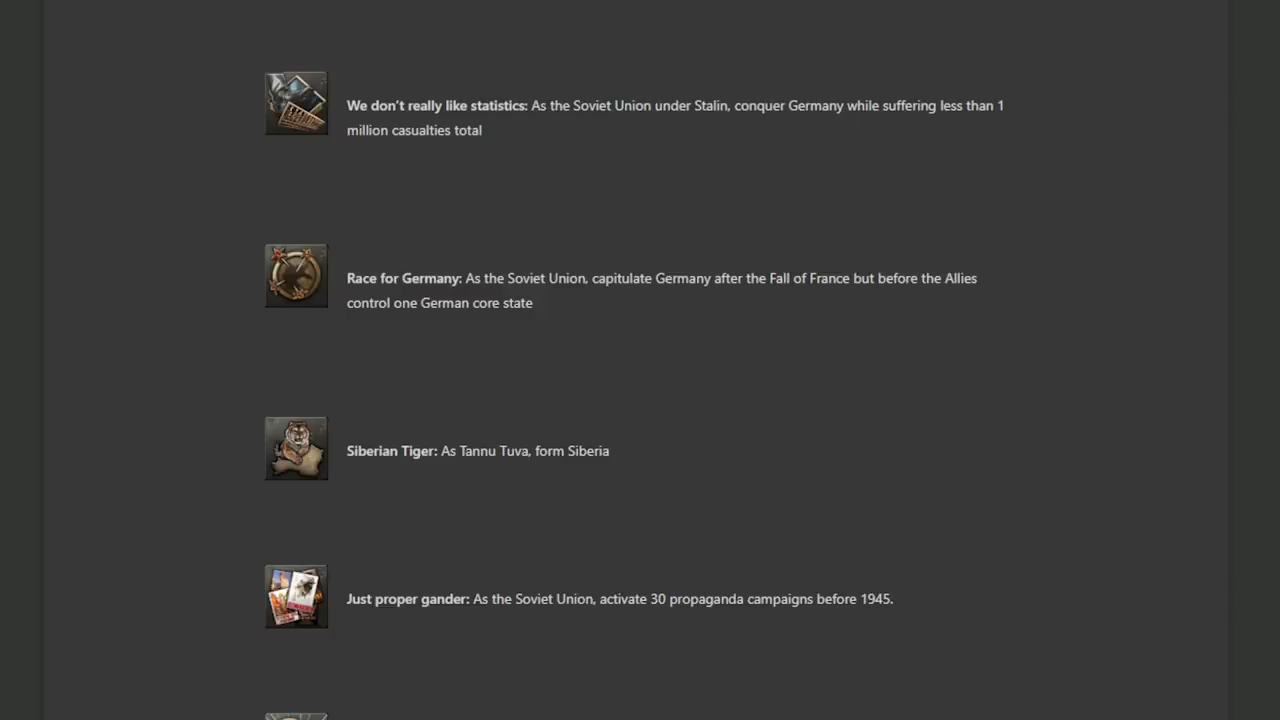 We don't really like statistics: As the Soviet Union under Stalin, conquer Germany while suffering less than 1
million casualties total
Race for Germany: As the Soviet Union, capitulate Germany after the Fall of France but before the Allies
control one German core state
Siberian Tiger: As Tannu Tuva, form Siberia
Just proper gander: As the Soviet Union, activate 30 propaganda campaigns before 1945.